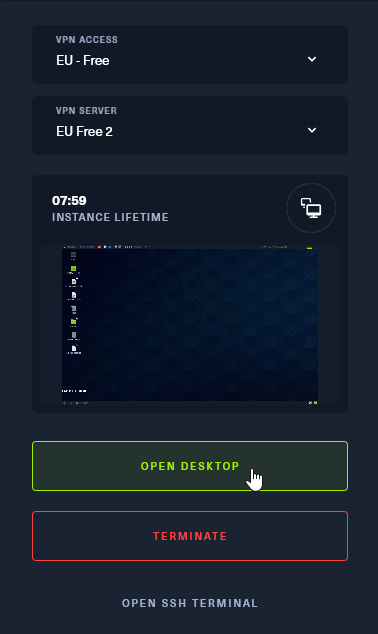 VPN ACCESS
EU - Free
VPN SERVER
EU Free 2
07:59
INSTANCE LIFETIME
OPEN DESKTOP
TERMINATE
OPEN SSH TERMINAL